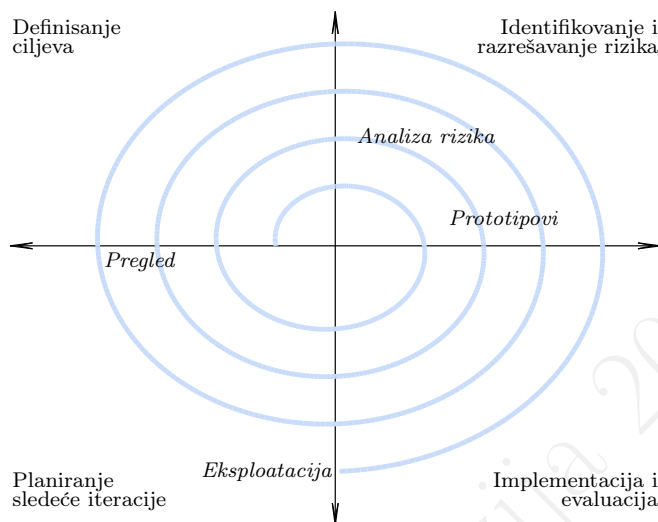 Definisanje
ciljeva
Identifikovanje i
razrešavanje rizika
Analiza rizika
Prototipovi
Pregled
Eksploatacija
Planiranje
sledeće iteracije
Implementacija i
evaluacija